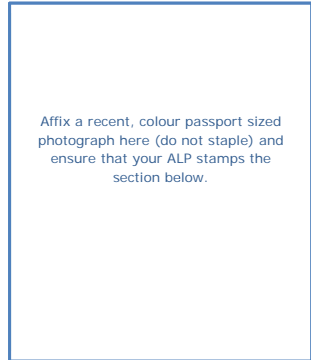 Affix a recent, colour passport sized
photograph here (do not staple) and
ensure that your ALP stamps the
section below.